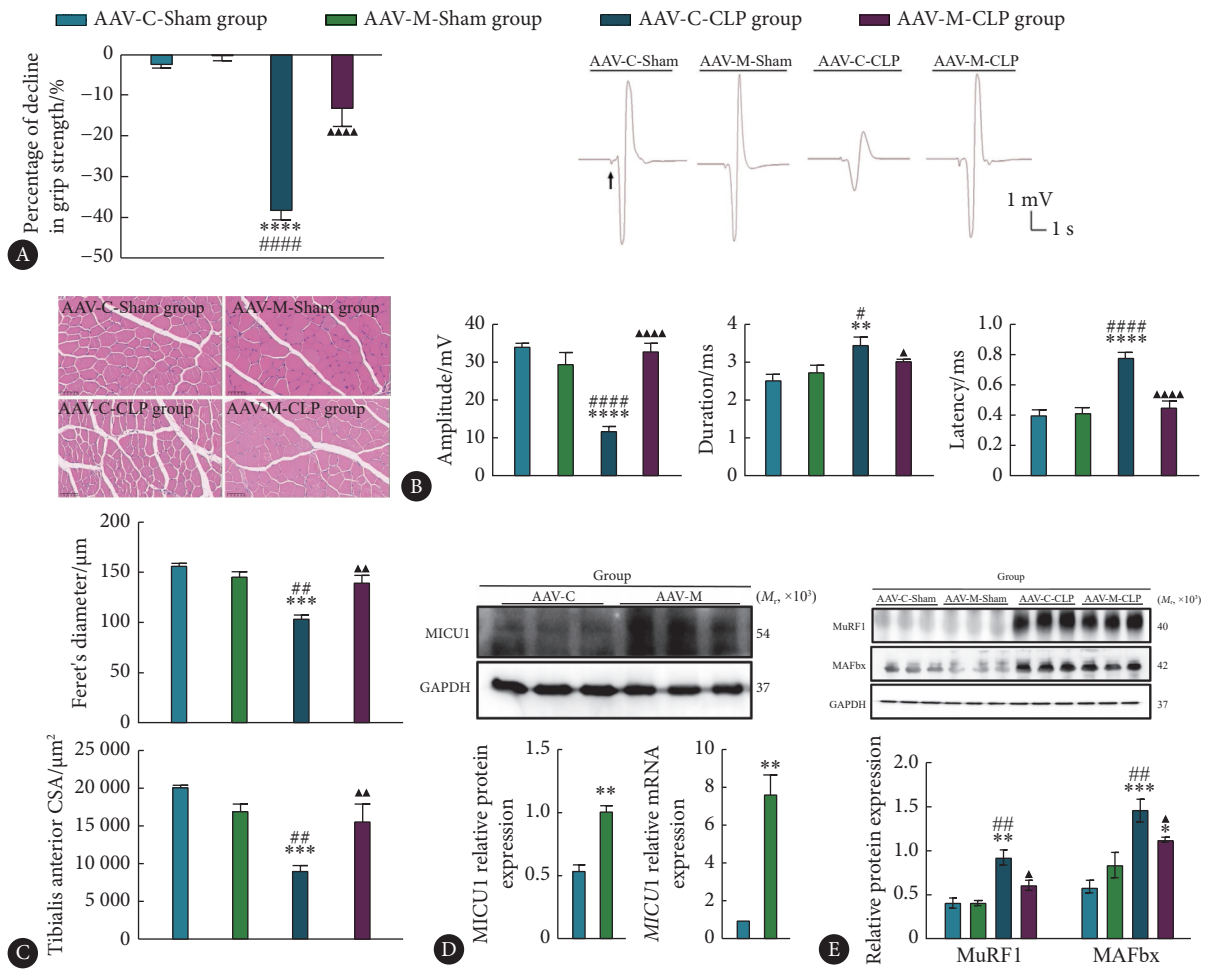 AAV-C-Sham group AAV-M-Sham group AAV-C-CLP group AAV-M-CLP group
Percentage of decline
in grip strength/%
0
−10
−20
−30
−40
−50
▲▲▲▲
****
####
A
AAV-C-Sham AAV-M-Sham AAV-C-CLP AAV-M-CLP
1 mV
1 s
AAV-C-Sham group AAV-M-Sham group
AAV-C-CLP group AAV-M-CLP group
Amplitude/mV
40
30
20
10
0
####
****
▲▲▲▲
Duration/ms
4
3
2
1
0
#
**
▲
Latency/ms
1.0
0.8
0.6
0.4
0.2
0
####
****
▲▲▲▲
B
Feret's diameter/μm
200
150
100
50
0
##
***
▲▲
Tibialis anterior CSA/μm²
25 000
20 000
15 000
10 000
5 000
0
##
***
▲▲
C
Group
AAV-C AAV-M (Mr, ×10³)
MICU1 54
GAPDH 37
MICU1 relative protein
expression
1.5
1.0
0.5
0
**
MICU1 relative mRNA
expression
10
8
6
4
2
0
**
D
Group
AAV-C-Sham AAV-M-Sham AAV-C-CLP AAV-M-CLP (Mr, ×10³)
MuRF1 40
MAFbx 42
GAPDH 37
Relative protein expression
2.0
1.5
1.0
0.5
0
##
**
▲
##
***
▲
*
MuRF1 MAFbx
E